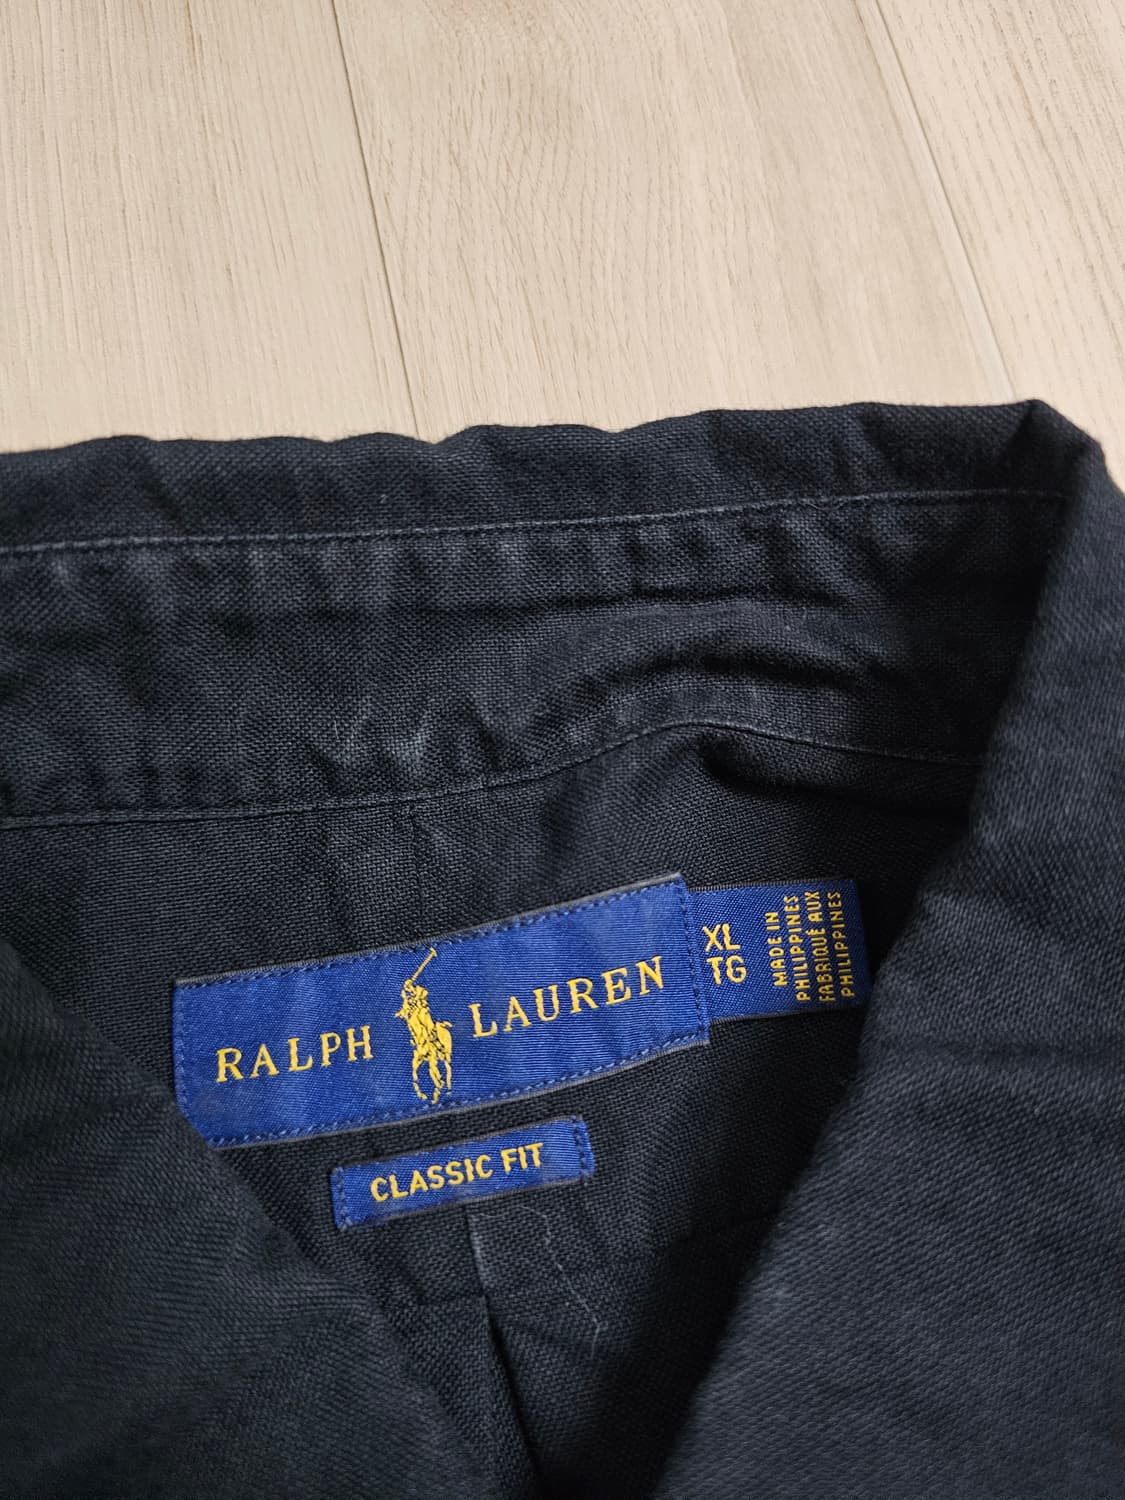 RALPH LAUREN
XL
TG
MADE IN
PHILIPPINES
FABRIQUÉ AUX
PHILIPPINES
CLASSIC FIT